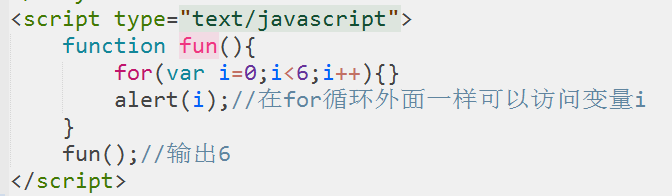 <script type="text/javascript">
function fun(){
for(var i=0;i<6;i++){}
alert(i);//在for循环外面一样可以访问变量i
}
fun();//输出6
</script>